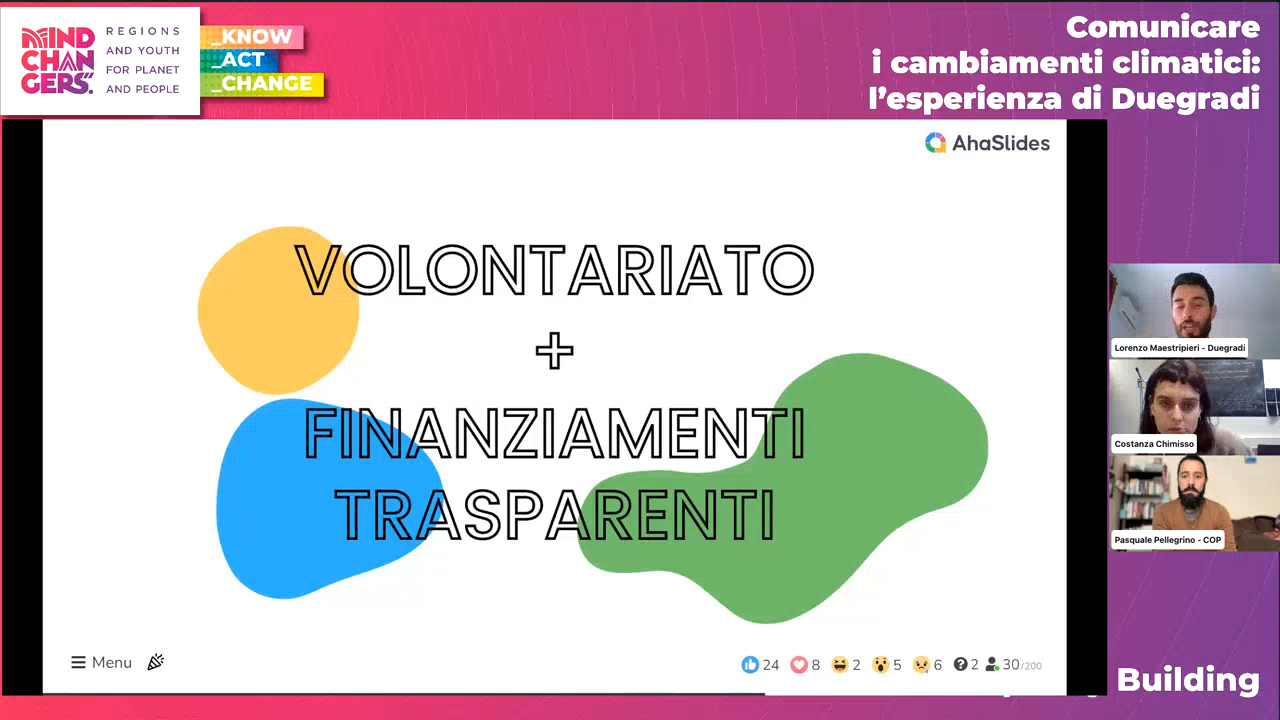 MIND
CHAN
GERS.
REGIONS
AND YOUTH
FOR PLANET
AND PEOPLE
_KNOW
_ACT
_CHANGE
Comunicare
i cambiamenti climatici:
l'esperienza di Duegradi
AhaSlides
VOLONTARIATO
+
FINANZIAMENTI
TRASPARENTI
Lorenzo Maestripieri - Duegradi
Costanza Chimisso
Pasquale Pellegrino - COP
Menu
24 8 2 5 6 2 30/200
Building